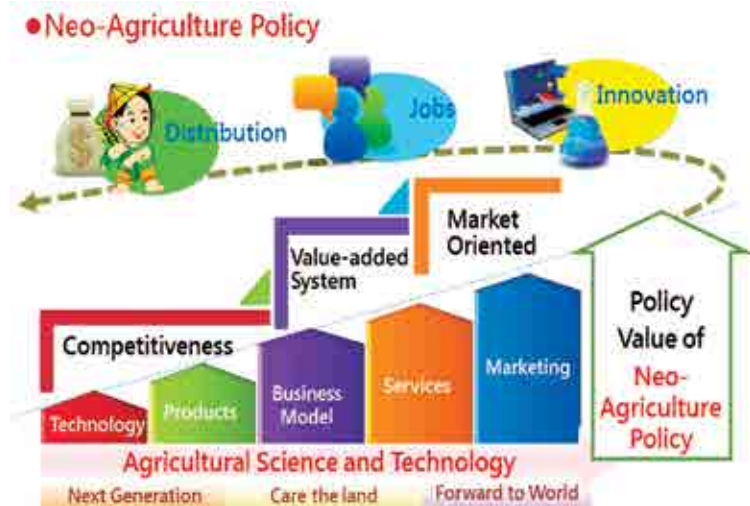 ●Neo-Agriculture Policy
Distribution
Jobs
Innovation
Market
Oriented
Value-added
System
Competitiveness
Technology
Products
Business
Model
Services
Marketing
Policy
Value of
Neo-
Agriculture
Policy
Agricultural Science and Technology
Next Generation
Care the land
Forward to World
$